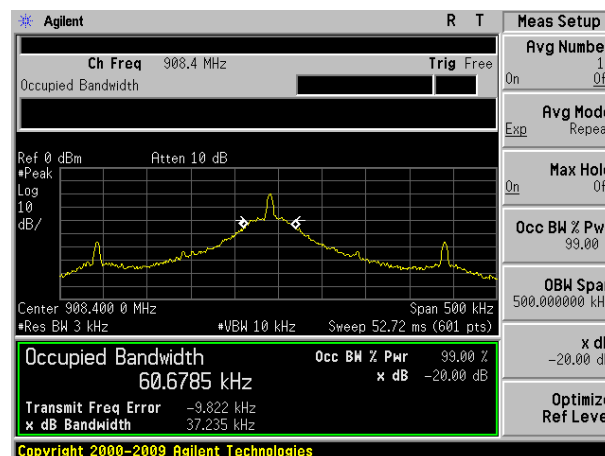 Agilent R T
Ch Freq 908.4 MHz Trig Free
Occupied Bandwidth
Ref 0 dBm Atten 10 dB
#Peak
Log
10
dB/
Center 908.400 0 MHz Span 500 kHz
#Res BW 3 kHz #VBW 10 kHz Sweep 52.72 ms (601 pts)
Occupied Bandwidth Occ BW % Pwr 99.00 %
60.6785 kHz x dB -20.00 dB
Transmit Freq Error -9.822 kHz
x dB Bandwidth 37.235 kHz
Copyright 2000-2009 Agilent Technologies
Meas Setup
Avg Numbe
1
On Of
Avg Mod
Exp Repea
Max Hol
On Of
Occ BW % Pw
99.00
OBW Spa
500.000000 kH
x d
-20.00 d
Optimiz
Ref Leve